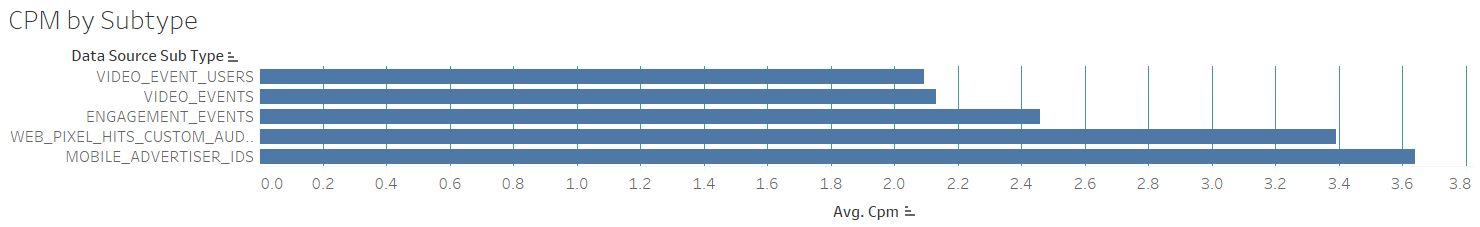 CPM by Subtype
Data Source Sub Type
VIDEO_EVENT_USERS
VIDEO_EVENTS
ENGAGEMENT_EVENTS
WEB_PIXEL_HITS_CUSTOM_AUD..
MOBILE_ADVERTISER_IDS
0.0 0.2 0.4 0.6 0.8 1.0 1.2 1.4 1.6 1.8 2.0 2.2 2.4 2.6 2.8 3.0 3.2 3.4 3.6 3.8
Avg. Cpm